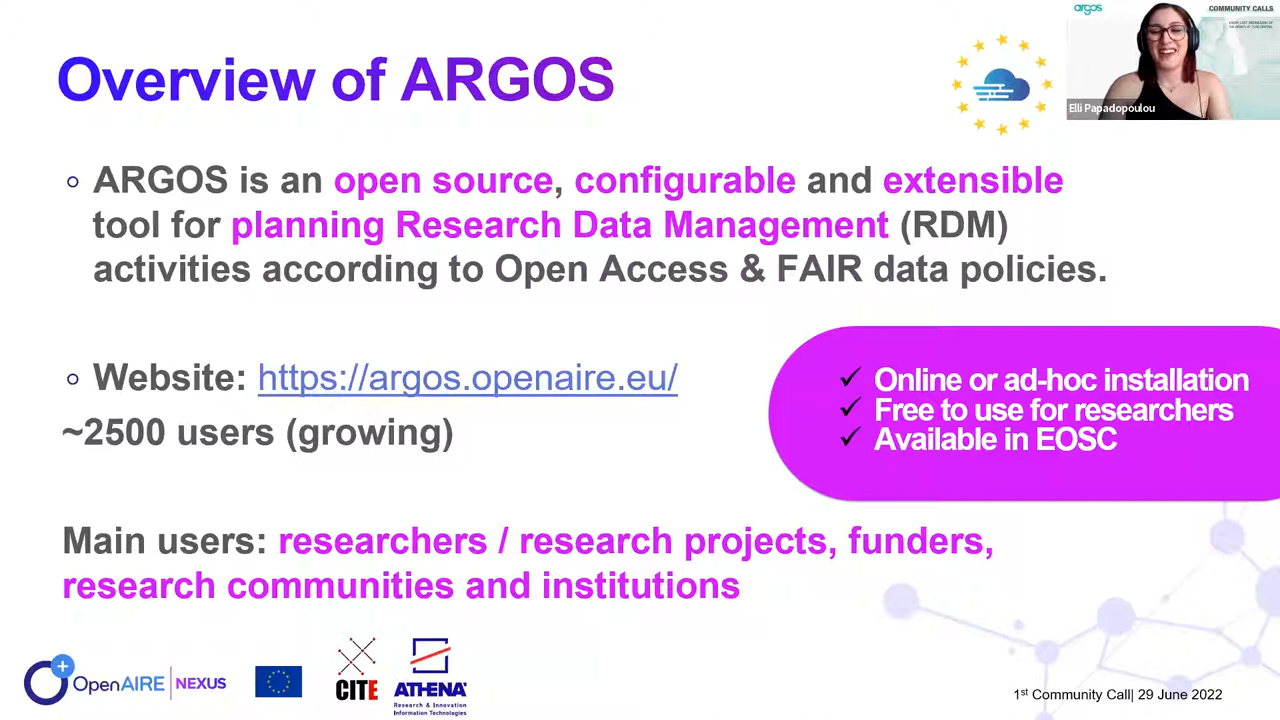 Overview of ARGOS
argos
COMMUNITY CALLS
Elli Papadopoulou
ARGOS is an open source, configurable and extensible
tool for planning Research Data Management (RDM)
activities according to Open Access & FAIR data policies.
Website: https://argos.openaire.eu/
~2500 users (growing)
✓ Online or ad-hoc installation
✓ Free to use for researchers
✓ Available in EOSC
Main users: researchers / research projects, funders,
research communities and institutions
OpenAIRE NEXUS
CITE
ATHENA
Research & Innovation
Information Technologies
1st Community Call| 29 June 2022